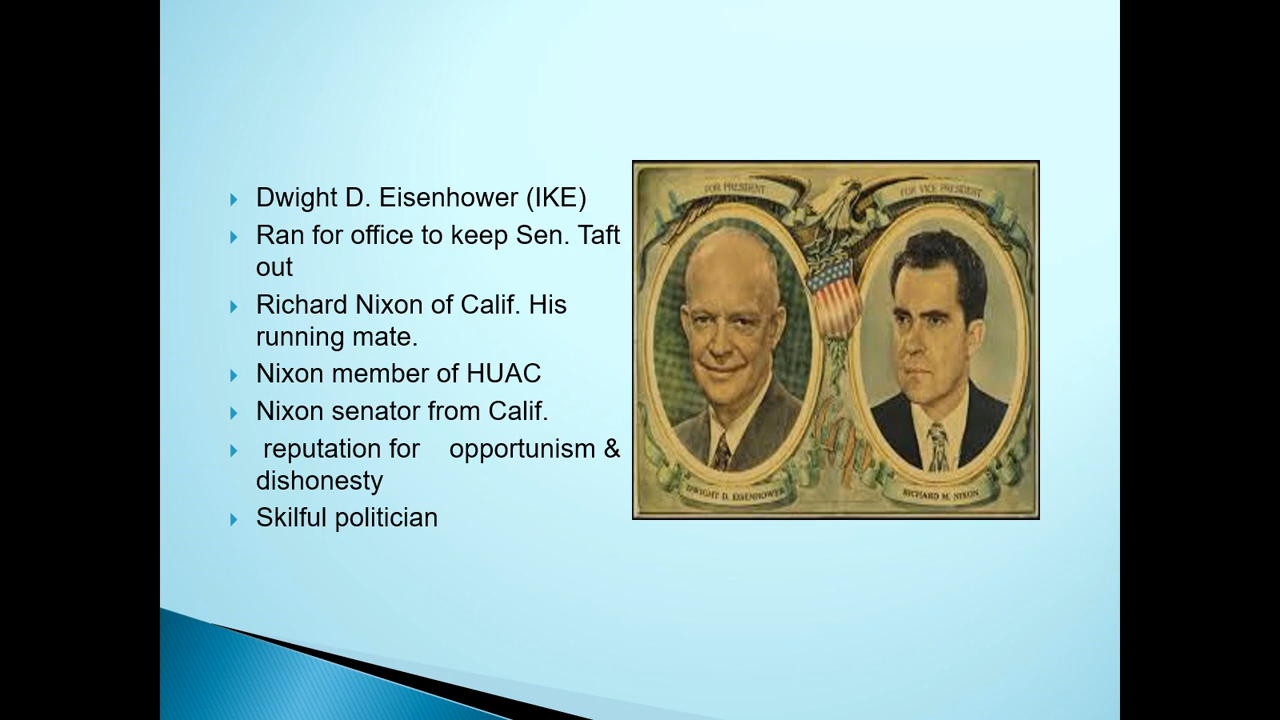 Dwight D. Eisenhower (IKE)
Ran for office to keep Sen. Taft
out
Richard Nixon of Calif. His
running mate.
Nixon member of HUAC
Nixon senator from Calif.
reputation for opportunism &
dishonesty
Skilful politician
FOR PRESIDENT
FOR VICE PRESIDENT
DWIGHT D. EISENHOWER
RICHARD M. NIXON